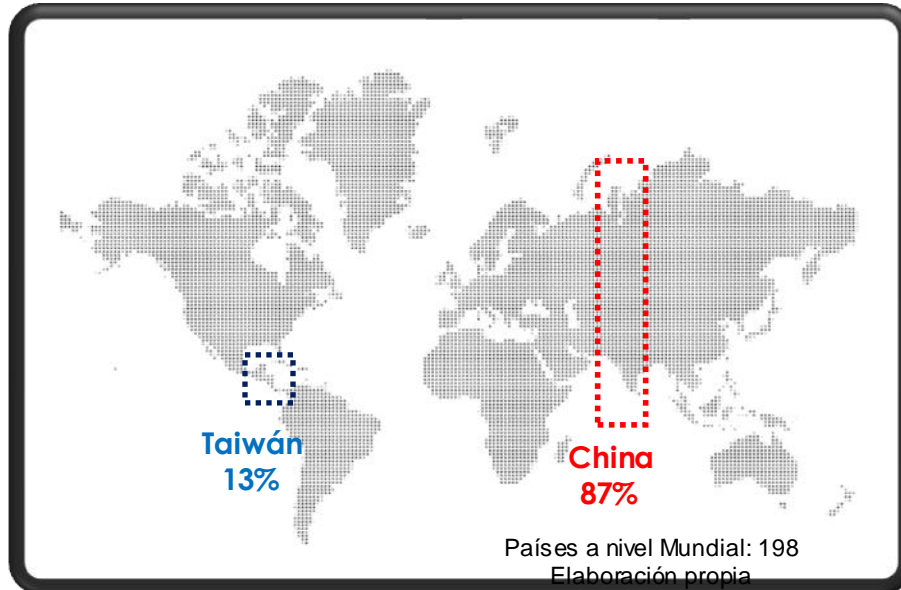 Taiwán
13%
China
87%
Países a nivel Mundial: 198
Elaboración propia